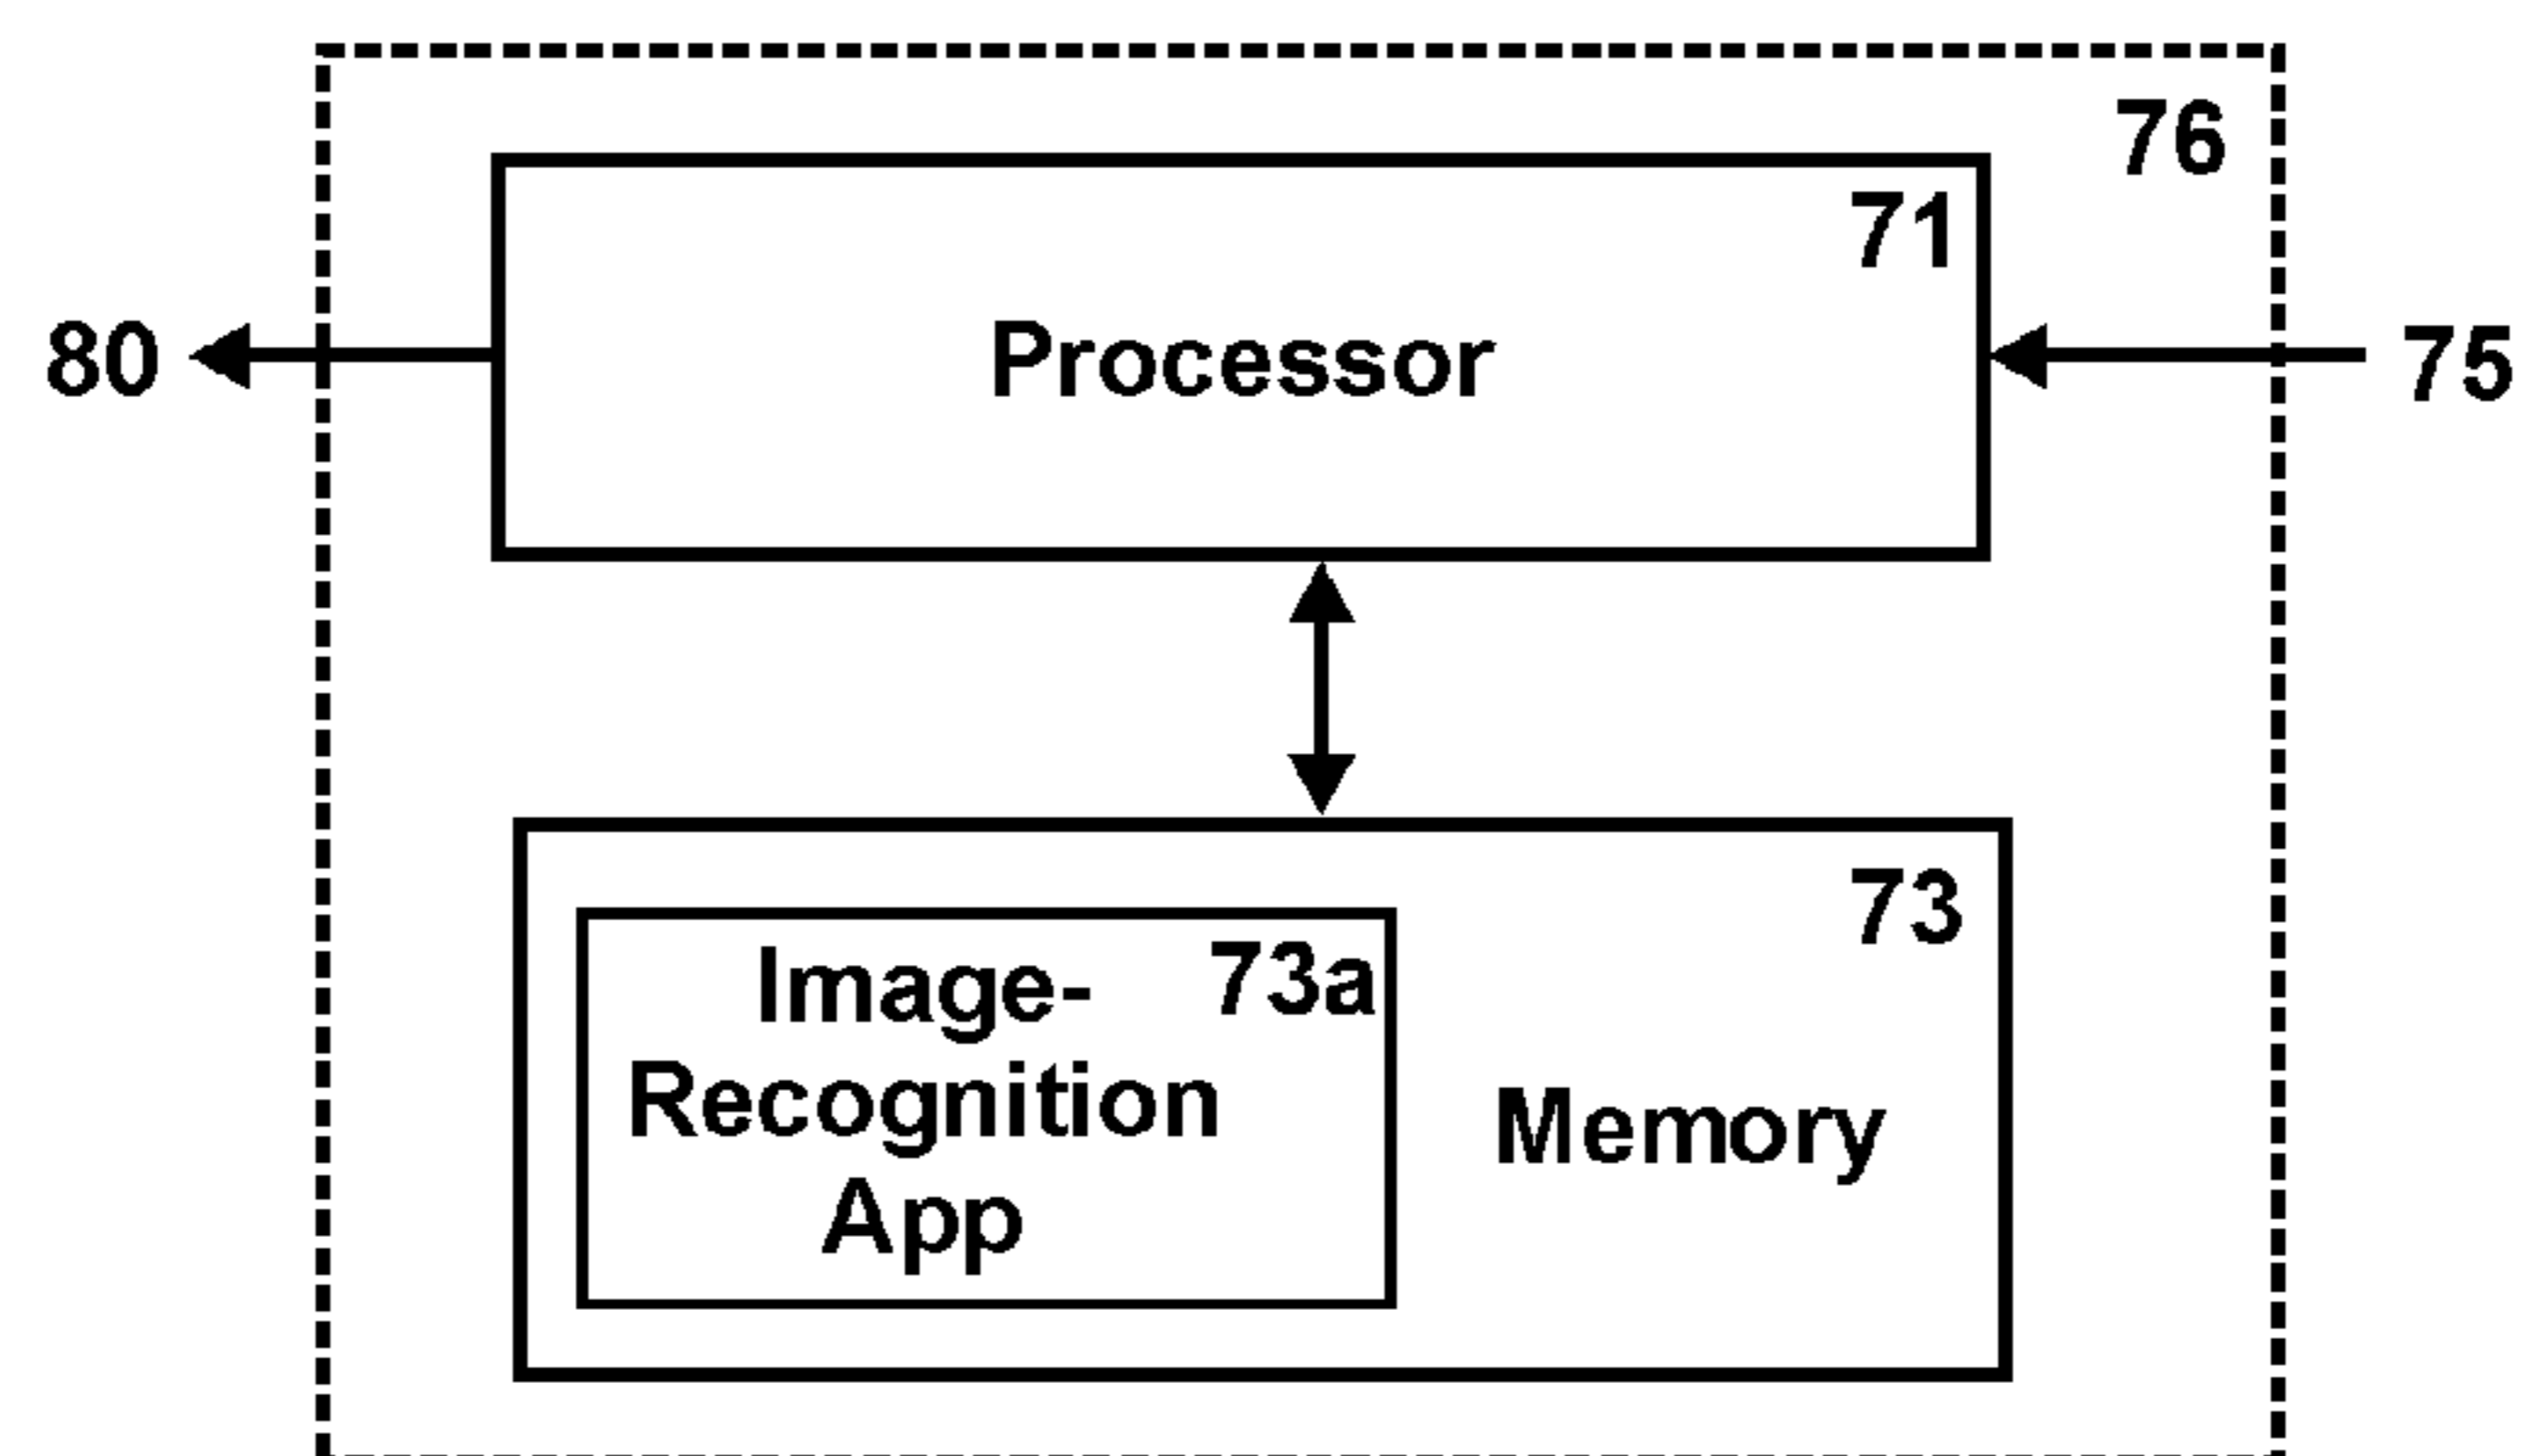 76
71
80
Processor
75
73
Image-
73a
Recognition
App
Memory